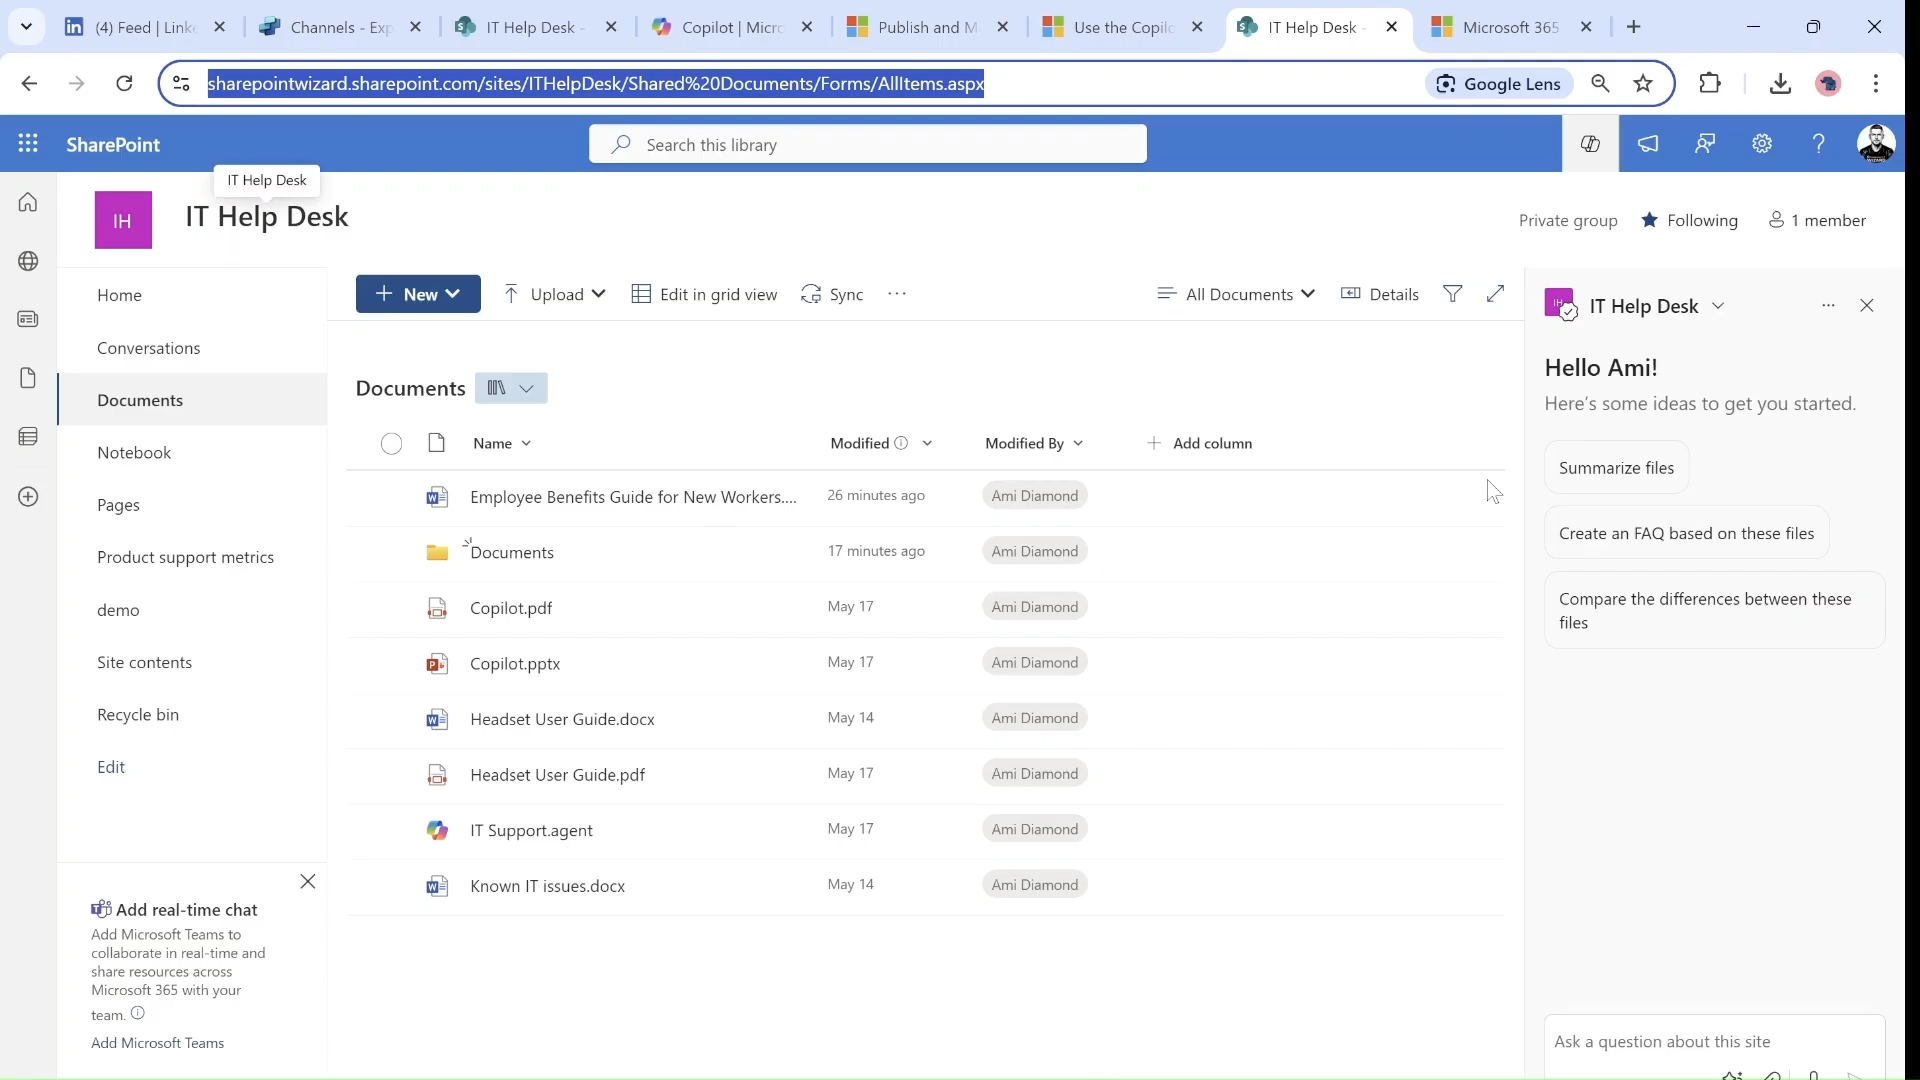 (4) Feed | Linke
Channels - Exp
IT Help Desk -
Copilot | Micro
Publish and M
Use the Copilo
IT Help Desk -
Microsoft 365
sharepointwizard.sharepoint.com/sites/ITHelpDesk/Shared%20Documents/Forms/AllItems.aspx
Google Lens
SharePoint
Search this library
IT Help Desk
IH
IT Help Desk
Private group
Following
1 member
Home
Conversations
Documents
Notebook
Pages
Product support metrics
demo
Site contents
Recycle bin
Edit
Add real-time chat
Add Microsoft Teams to
collaborate in real-time and
share resources across
Microsoft 365 with your
team.
Add Microsoft Teams
New
Upload
Edit in grid view
Sync
All Documents
Details
Documents
Name
Modified
Modified By
Add column
Employee Benefits Guide for New Workers....
26 minutes ago
Ami Diamond
Documents
17 minutes ago
Ami Diamond
Copilot.pdf
May 17
Ami Diamond
Copilot.pptx
May 17
Ami Diamond
Headset User Guide.docx
May 14
Ami Diamond
Headset User Guide.pdf
May 17
Ami Diamond
IT Support.agent
May 17
Ami Diamond
Known IT issues.docx
May 14
Ami Diamond
IH
IT Help Desk
Hello Ami!
Here's some ideas to get you started.
Summarize files
Create an FAQ based on these files
Compare the differences between these
files
Ask a question about this site